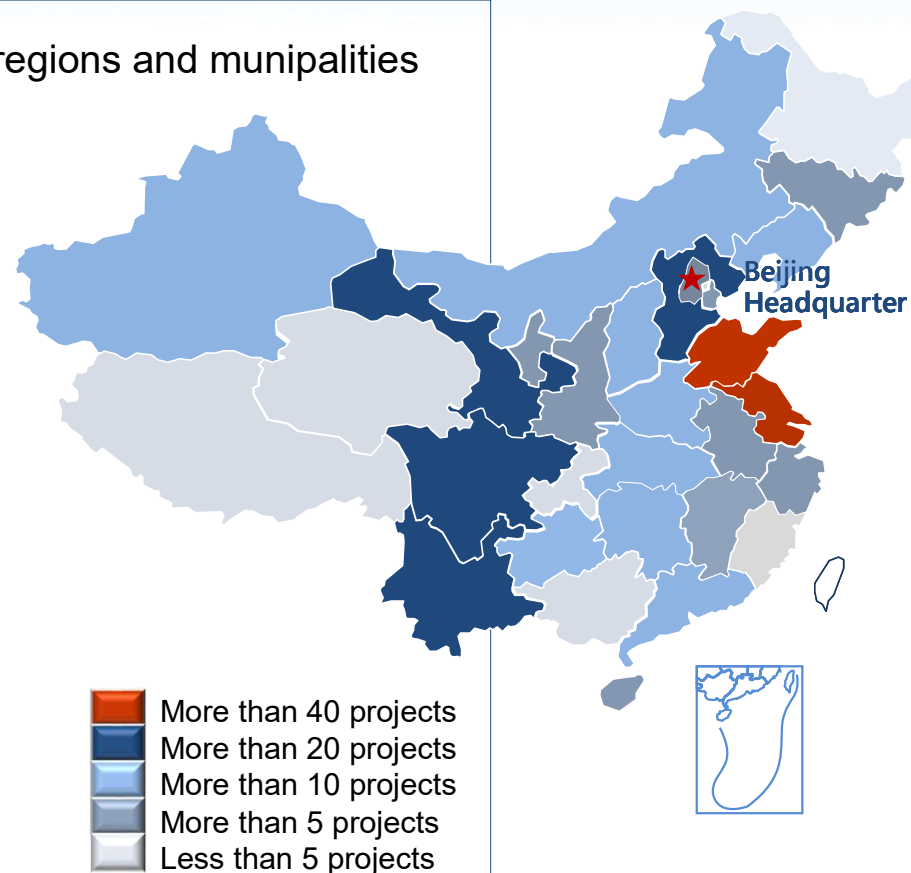 regions and munipalities
Beijing
Headquarter
More than 40 projects
More than 20 projects
More than 10 projects
More than 5 projects
Less than 5 projects